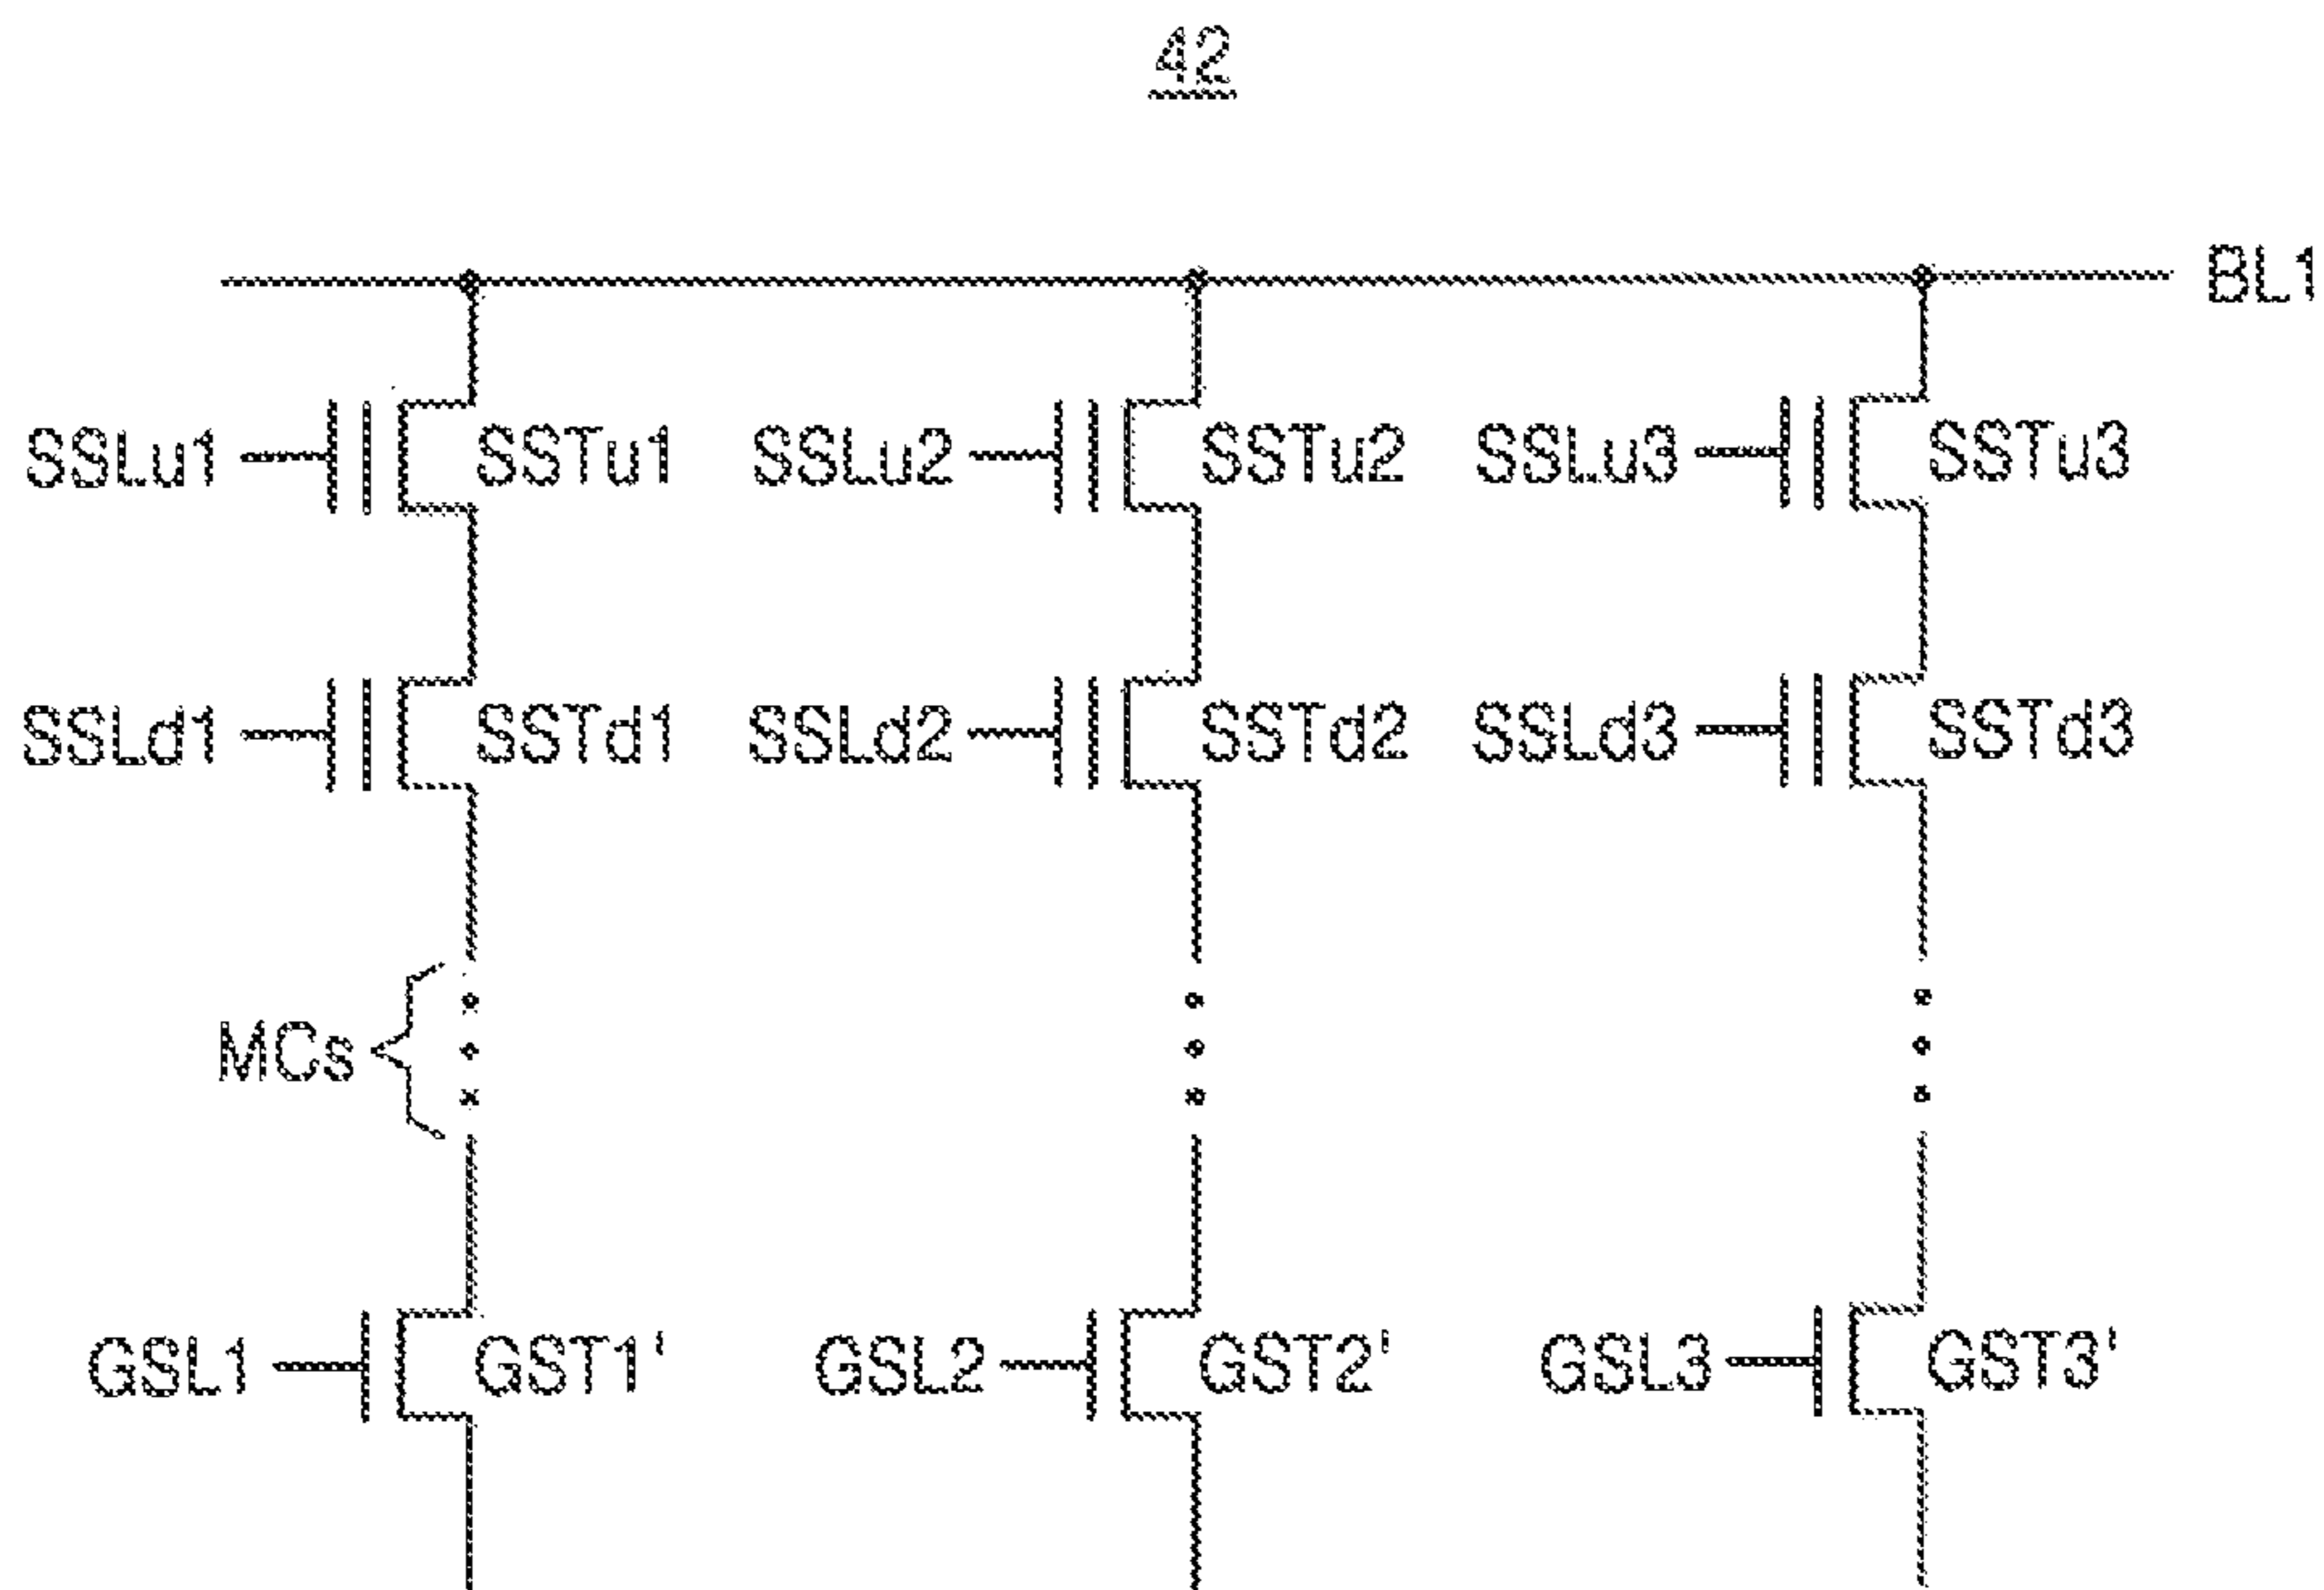 42
BL1
SSLu1 SSTu1 SSLu2 SSTu2 SSLu3 SSTu3
SSLd1 SSTd1 SSLd2 SSTd2 SSLd3 SSTd3
MCs
GSL1 GST1' GSL2 GST2' GSL3 GST3'